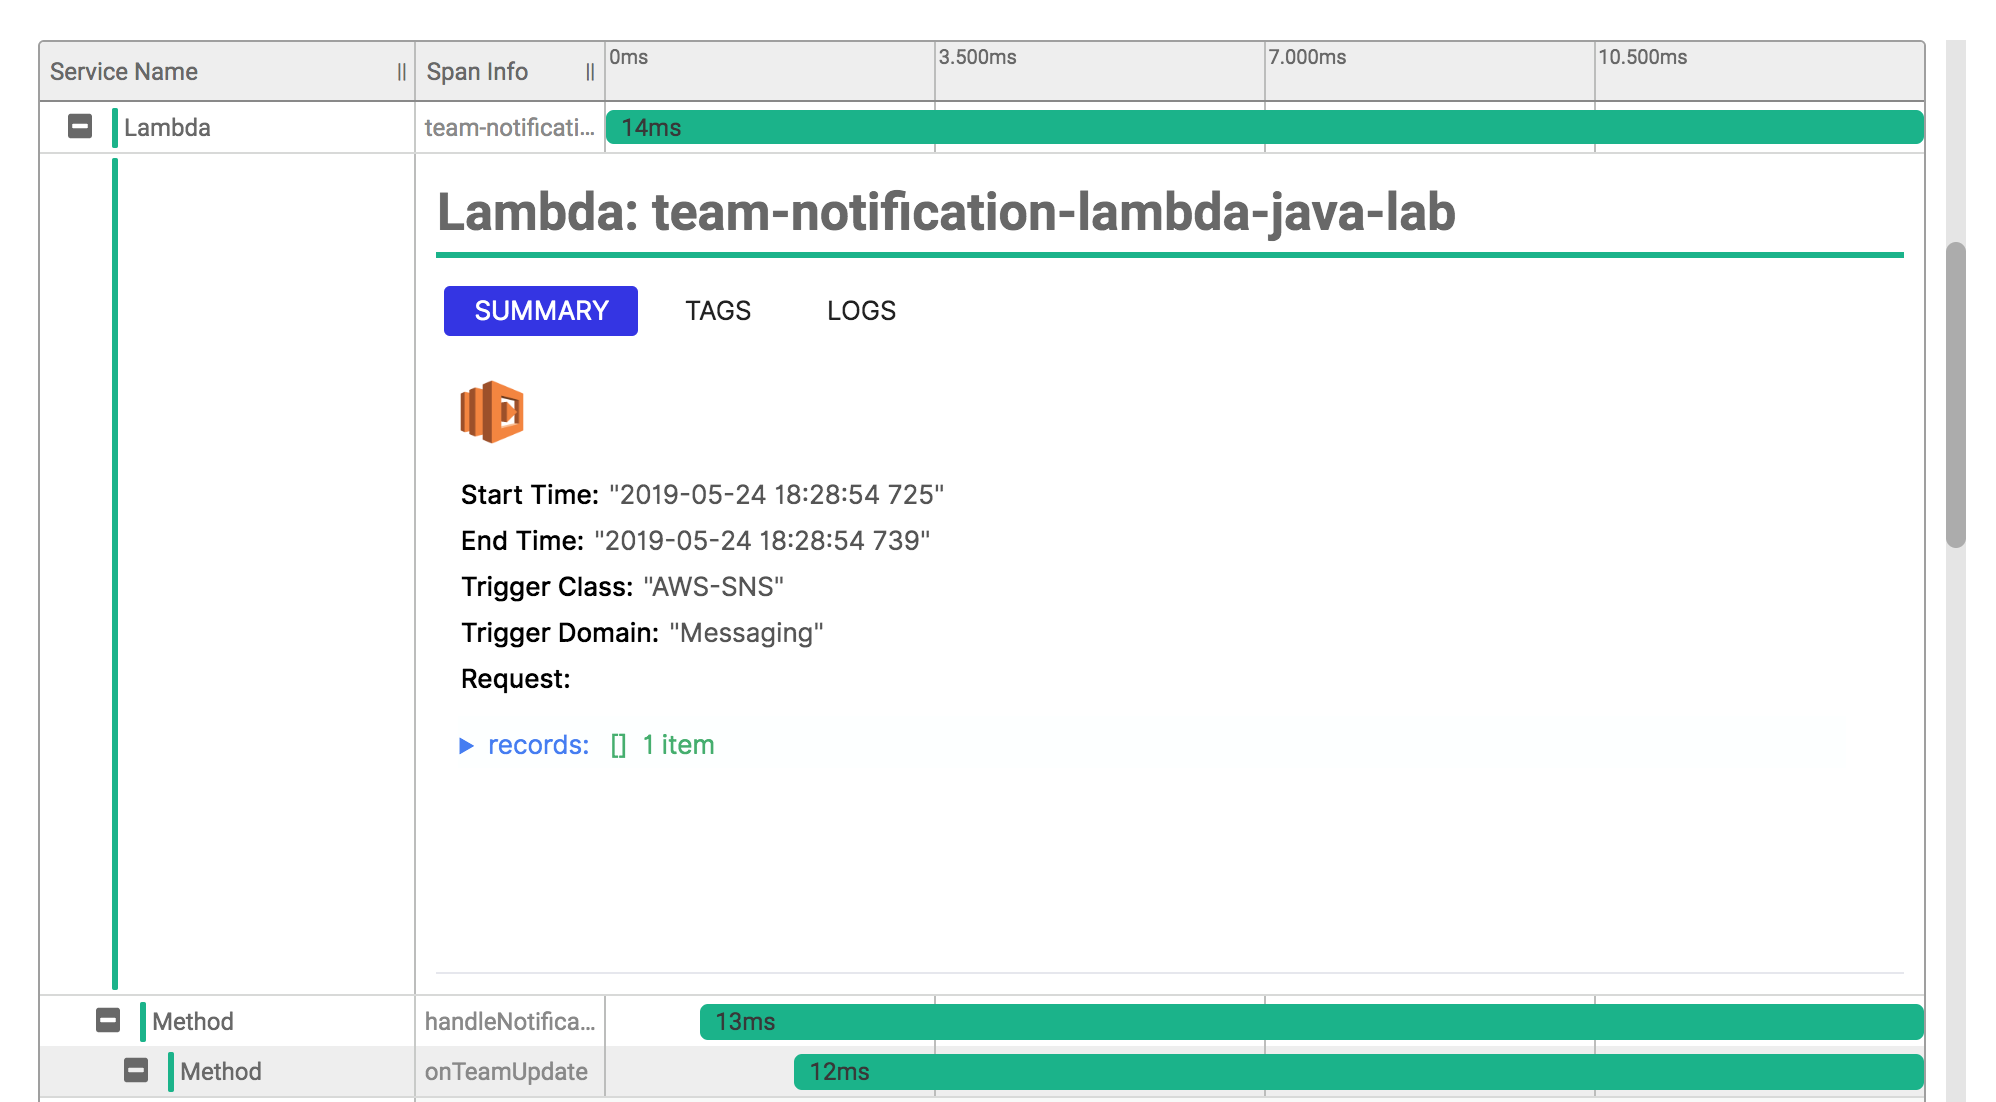 Service Name || Span Info || 0ms 3.500ms 7.000ms 10.500ms
Lambda team-notificati... 14ms
Lambda: team-notification-lambda-java-lab
SUMMARY TAGS LOGS
Start Time: "2019-05-24 18:28:54 725"
End Time: "2019-05-24 18:28:54 739"
Trigger Class: "AWS-SNS"
Trigger Domain: "Messaging"
Request:
records: [] 1 item
Method handleNotifica... 13ms
Method onTeamUpdate 12ms